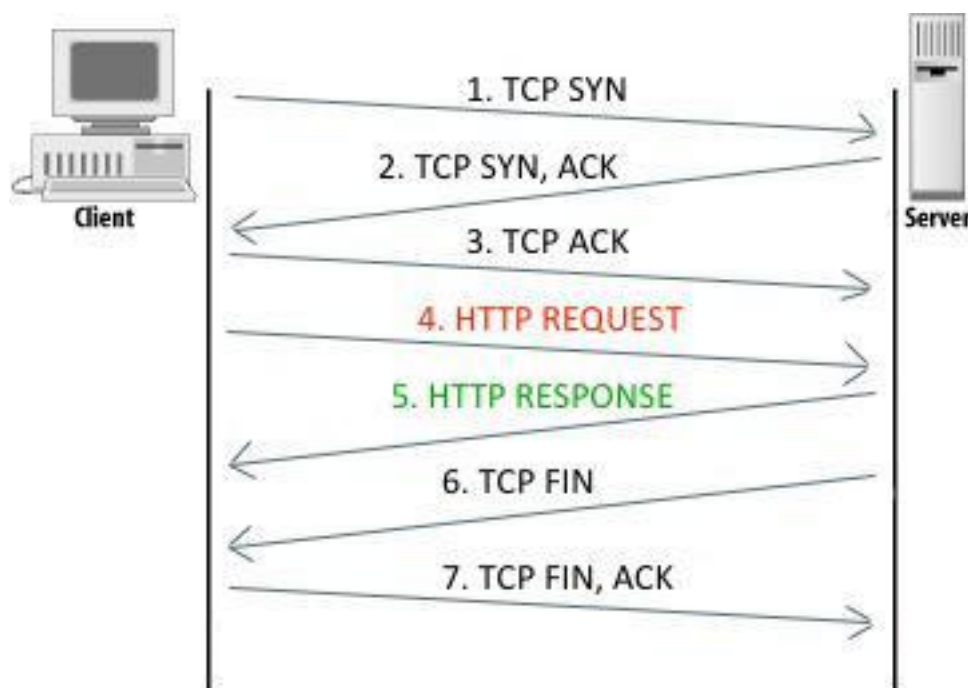 1. TCP SYN
2. TCP SYN, ACK
Client
Server
3. TCP ACK
4. HTTP REQUEST
5. HTTP RESPONSE
6. TCP FIN
7. TCP FIN, ACK